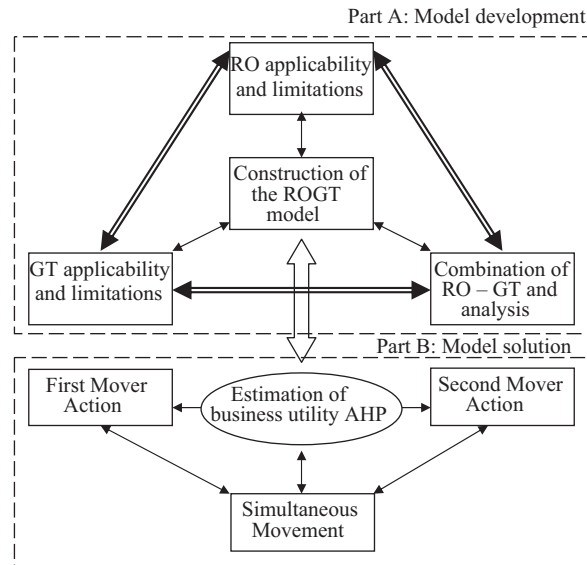 Part A: Model development
RO applicability
and limitations
Construction of
the ROGT
model
GT applicability
and limitations
Combination of
RO – GT and
analysis
Part B: Model solution
First Mover
Action
Estimation of
business utility AHP
Second Mover
Action
Simultaneous
Movement